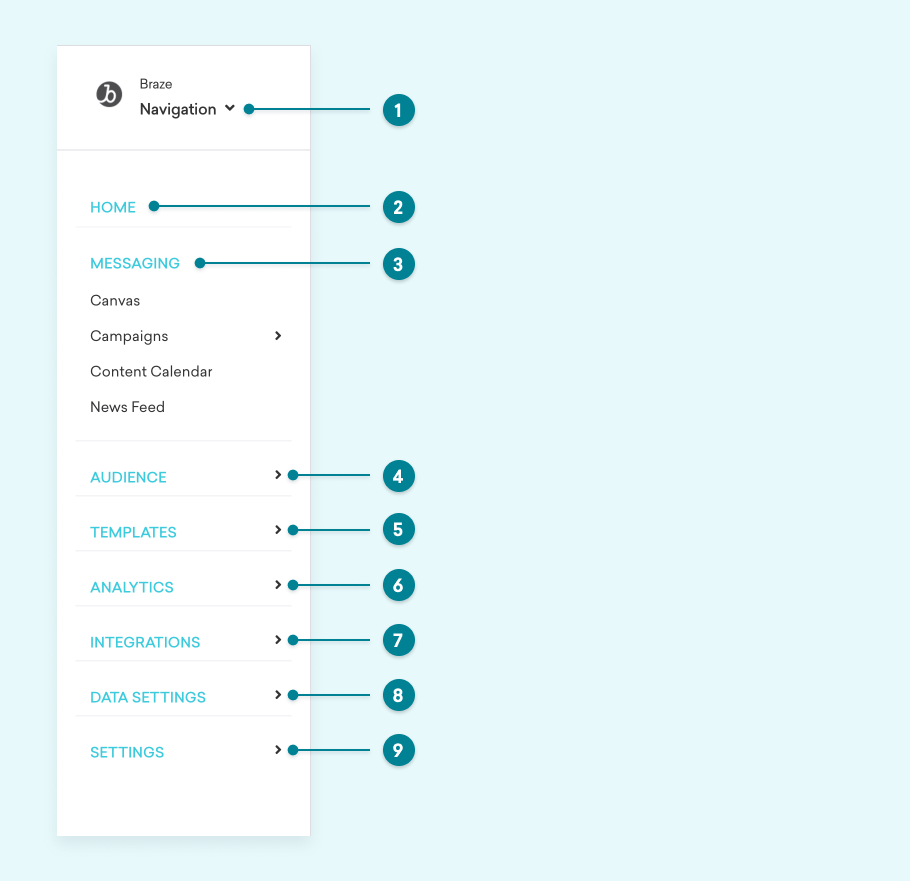 Braze
Navigation
1
HOME
2
MESSAGING
3
Canvas
Campaigns
Content Calendar
News Feed
AUDIENCE
4
TEMPLATES
5
ANALYTICS
6
INTEGRATIONS
7
DATA SETTINGS
8
SETTINGS
9